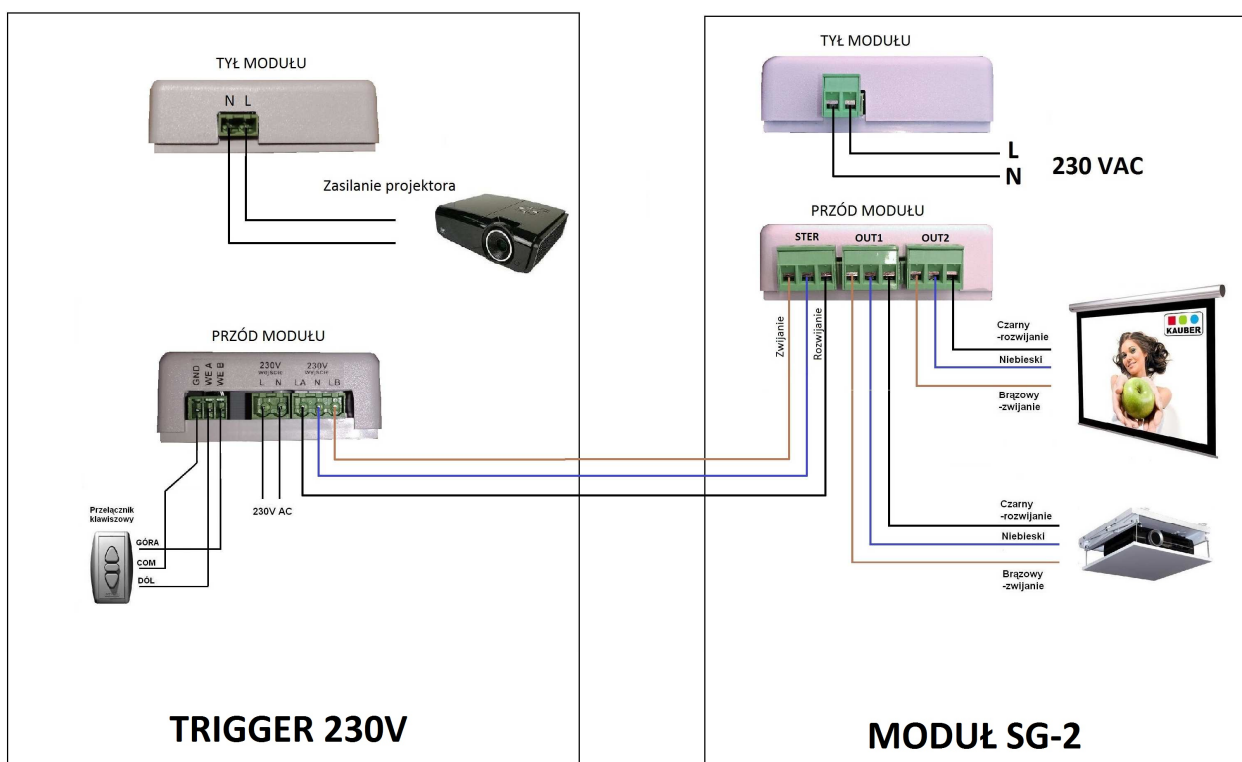 TYŁ MODUŁU
N L
Zasilanie projektora
PRZÓD MODUŁU
GND
WE A
WE B
230V
WEJŚCIE
230V
WYJŚCIE
L N LA N LB
230V AC
Przełącznik
klawiszowy
GÓRA
COM
DÓŁ
TRIGGER 230V
TYŁ MODUŁU
L
N
230 VAC
PRZÓD MODUŁU
STER OUT1 OUT2
Zwijanie
Rozwijanie
Czarny
-rozwijanie
Niebieski
Brązowy
-zwijanie
KAUBER
Czarny
-rozwijanie
Niebieski
Brązowy
-zwijanie
MODUŁ SG-2